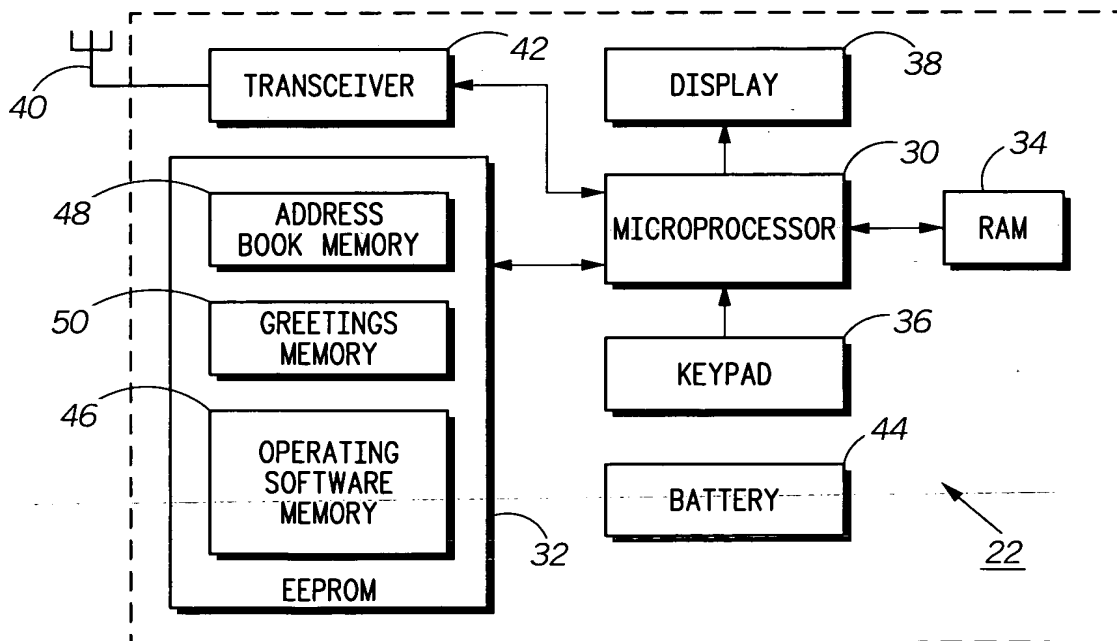 42
38
40
TRANSCEIVER
DISPLAY
30
34
48
ADDRESS
BOOK MEMORY
MICROPROCESSOR
RAM
50
GREETINGS
MEMORY
36
KEYPAD
46
OPERATING
SOFTWARE
MEMORY
44
BATTERY
32
EEPROM
22